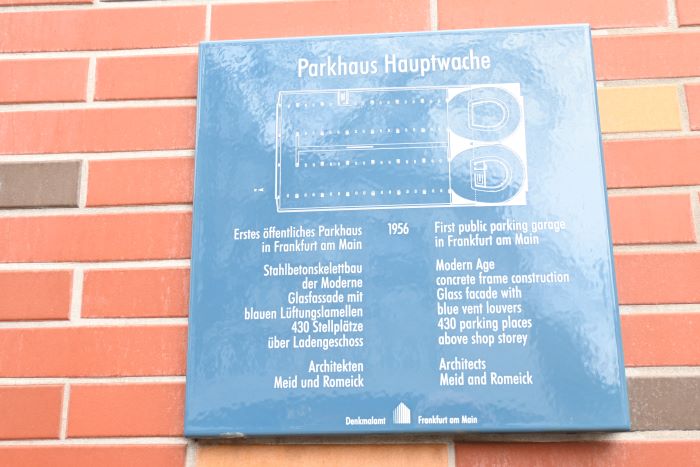 Parkhaus Hauptwache
Erstes öffentliches Parkhaus
in Frankfurt am Main
1956
First public parking garage
in Frankfurt am Main
Stahlbetonskelettbau
der Moderne
Glasfassade mit
blauen Lüftungslamellen
430 Stellplätze
über Ladengeschoss
Modern Age
concrete frame construction
Glass facade with
blue vent louvers
430 parking places
above shop storey
Architekten
Meid und Romeick
Architects
Meid and Romeick
Denkmalamt Frankfurt am Main